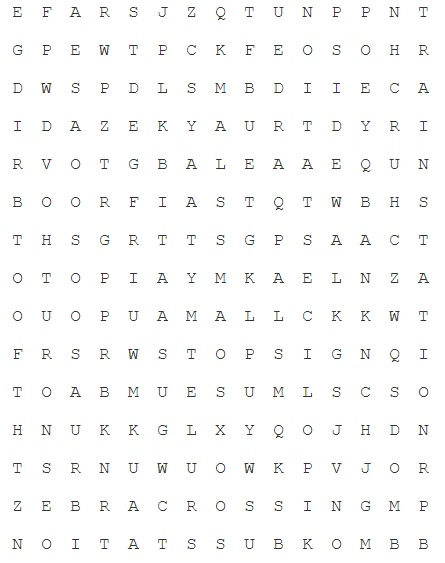 E F A R S J Z Q T U N P P N T
G P E W T P C K F E O S O H R
D W S P D L S M B D I I E C A
I D A Z E K Y A U R T D Y R I
R V O T G B A L E A A E Q U N
B O O R F I A S T Q T W B H S
T H S G R T T S G P S A A C T
O T O P I A Y M K A E L N Z A
O U O P U A M A L L C K K W T
F R S R W S T O P S I G N Q I
T O A B M U E S U M L S C S O
H N U K K G L X Y Q O J H D N
T S R N U W U O W K P V J O R
Z E B R A C R O S S I N G M P
N O I T A T S S U B K O M B B